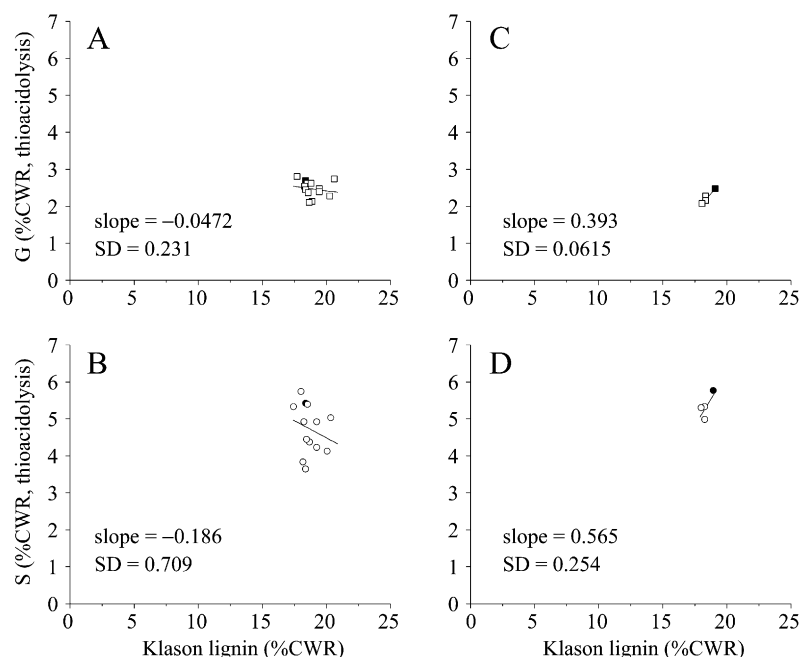 A
G (%CWR, thioacidolysis)
7
6
5
4
3
2
1
0
slope = −0.0472
SD = 0.231
0 5 10 15 20 25
C
7
6
5
4
3
2
1
0
slope = 0.393
SD = 0.0615
0 5 10 15 20 25
B
S (%CWR, thioacidolysis)
7
6
5
4
3
2
1
0
slope = −0.186
SD = 0.709
0 5 10 15 20 25
Klason lignin (%CWR)
D
7
6
5
4
3
2
1
0
slope = 0.565
SD = 0.254
0 5 10 15 20 25
Klason lignin (%CWR)